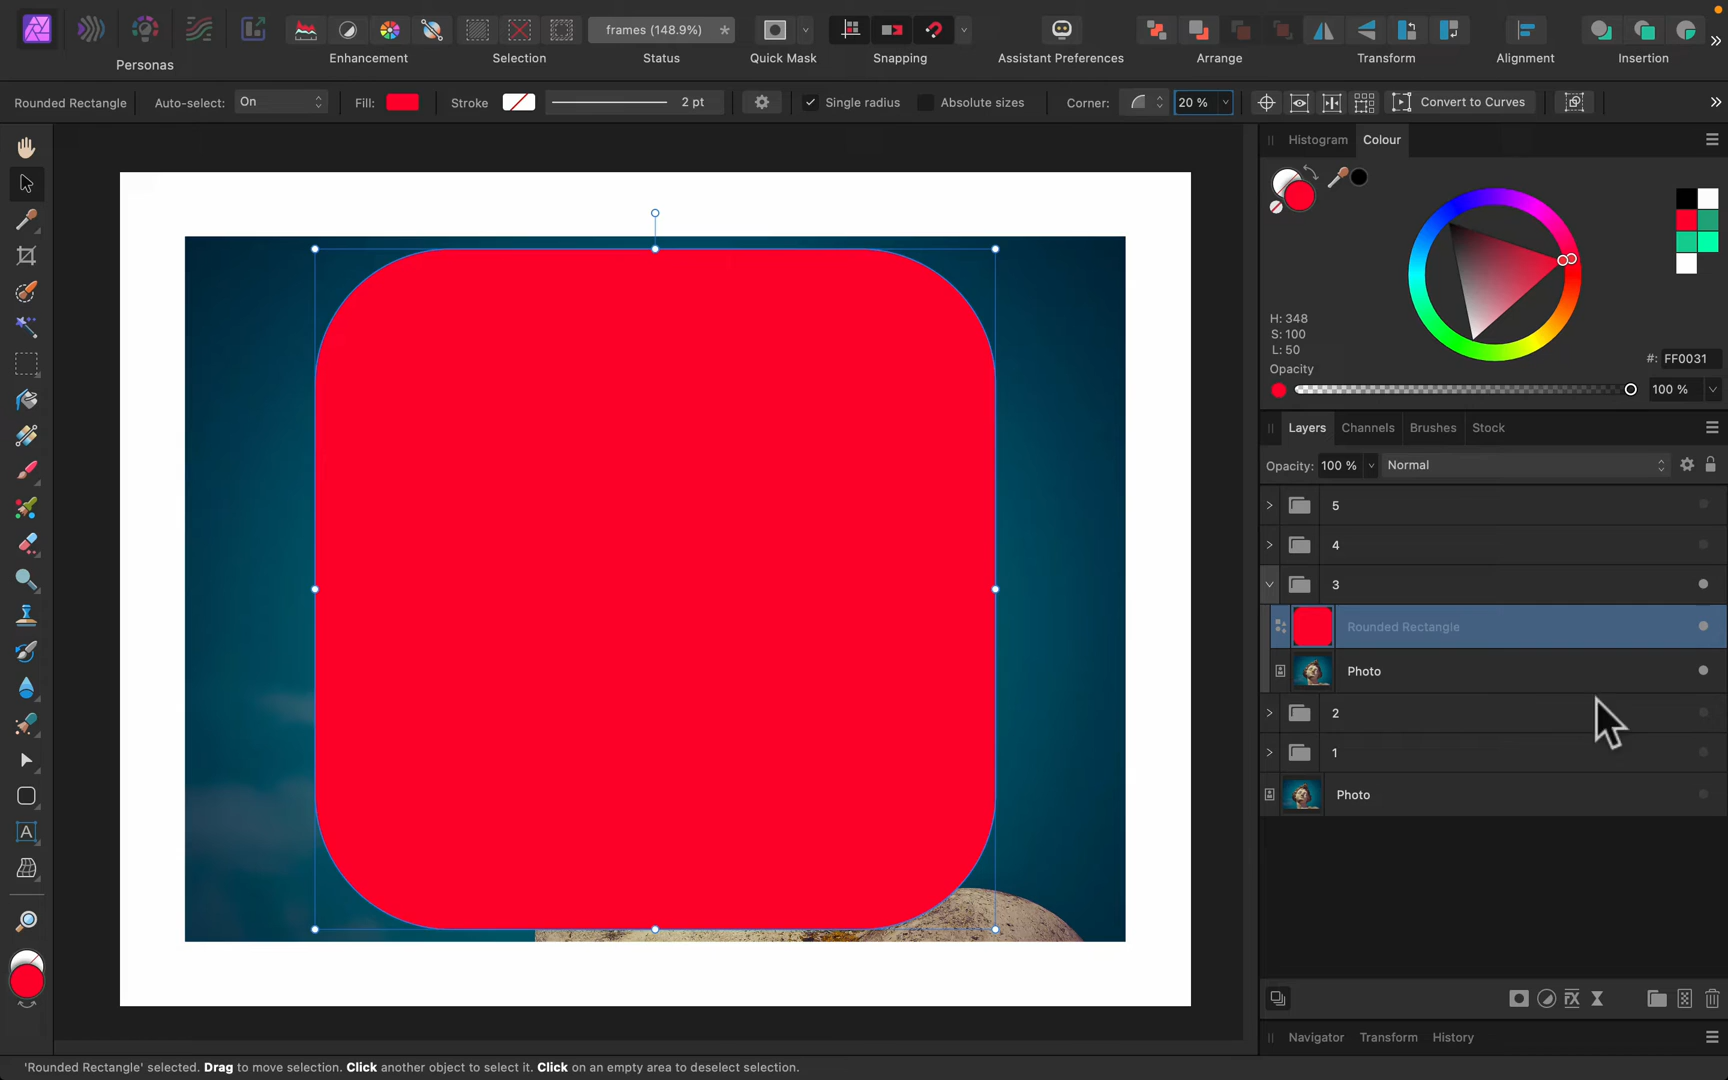 frames (148.9%) *
Personas
Enhancement
Selection
Status
Quick Mask
Snapping
Assistant Preferences
Arrange
Transform
Alignment
Insertion
Rounded Rectangle
Auto-select: On
Fill:
Stroke
2 pt
Single radius
Absolute sizes
Corner:
20 %
Convert to Curves
Histogram
Colour
H: 348
S: 100
L: 50
#: FF0031
Opacity
100 %
Layers
Channels
Brushes
Stock
Opacity: 100 %
Normal
5
4
3
Rounded Rectangle
Photo
2
1
Photo
A
FX
Navigator
Transform
History
'Rounded Rectangle' selected. Drag to move selection. Click another object to select it. Click on an empty area to deselect selection.